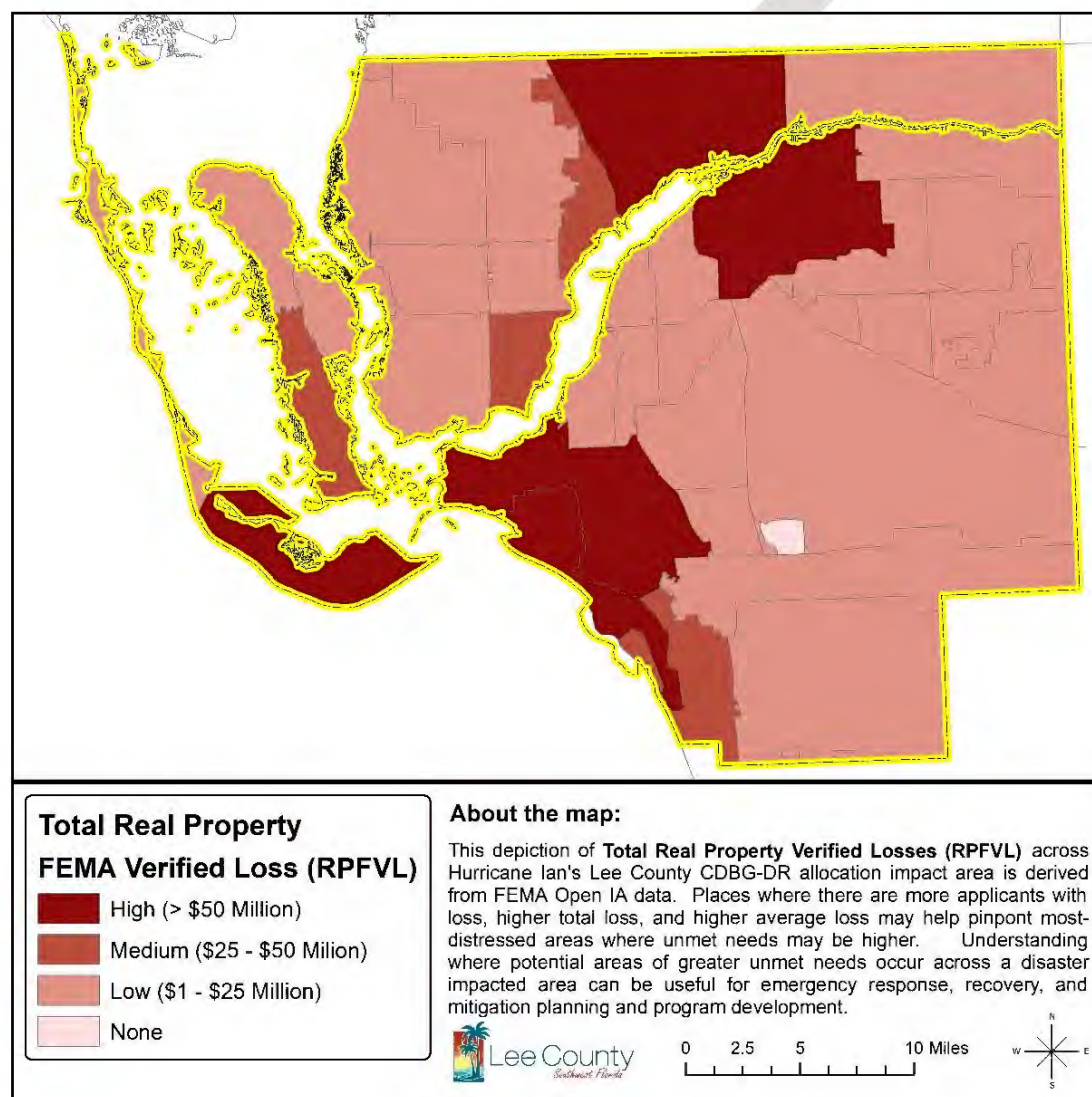 Total Real Property
FEMA Verified Loss (RPFVL)
High (> $50 Million)
Medium ($25 - $50 Milion)
Low ($1 - $25 Million)
None
About the map:
This depiction of Total Real Property Verified Losses (RPFVL) across
Hurricane Ian's Lee County CDBG-DR allocation impact area is derived
from FEMA Open IA data. Places where there are more applicants with
loss, higher total loss, and higher average loss may help pinpont most-
distressed areas where unmet needs may be higher. Understanding
where potential areas of greater unmet needs occur across a disaster
impacted area can be useful for emergency response, recovery, and
mitigation planning and program development.
Lee County
Southwest Florida
0 2.5 5 10 Miles
N
W E
S